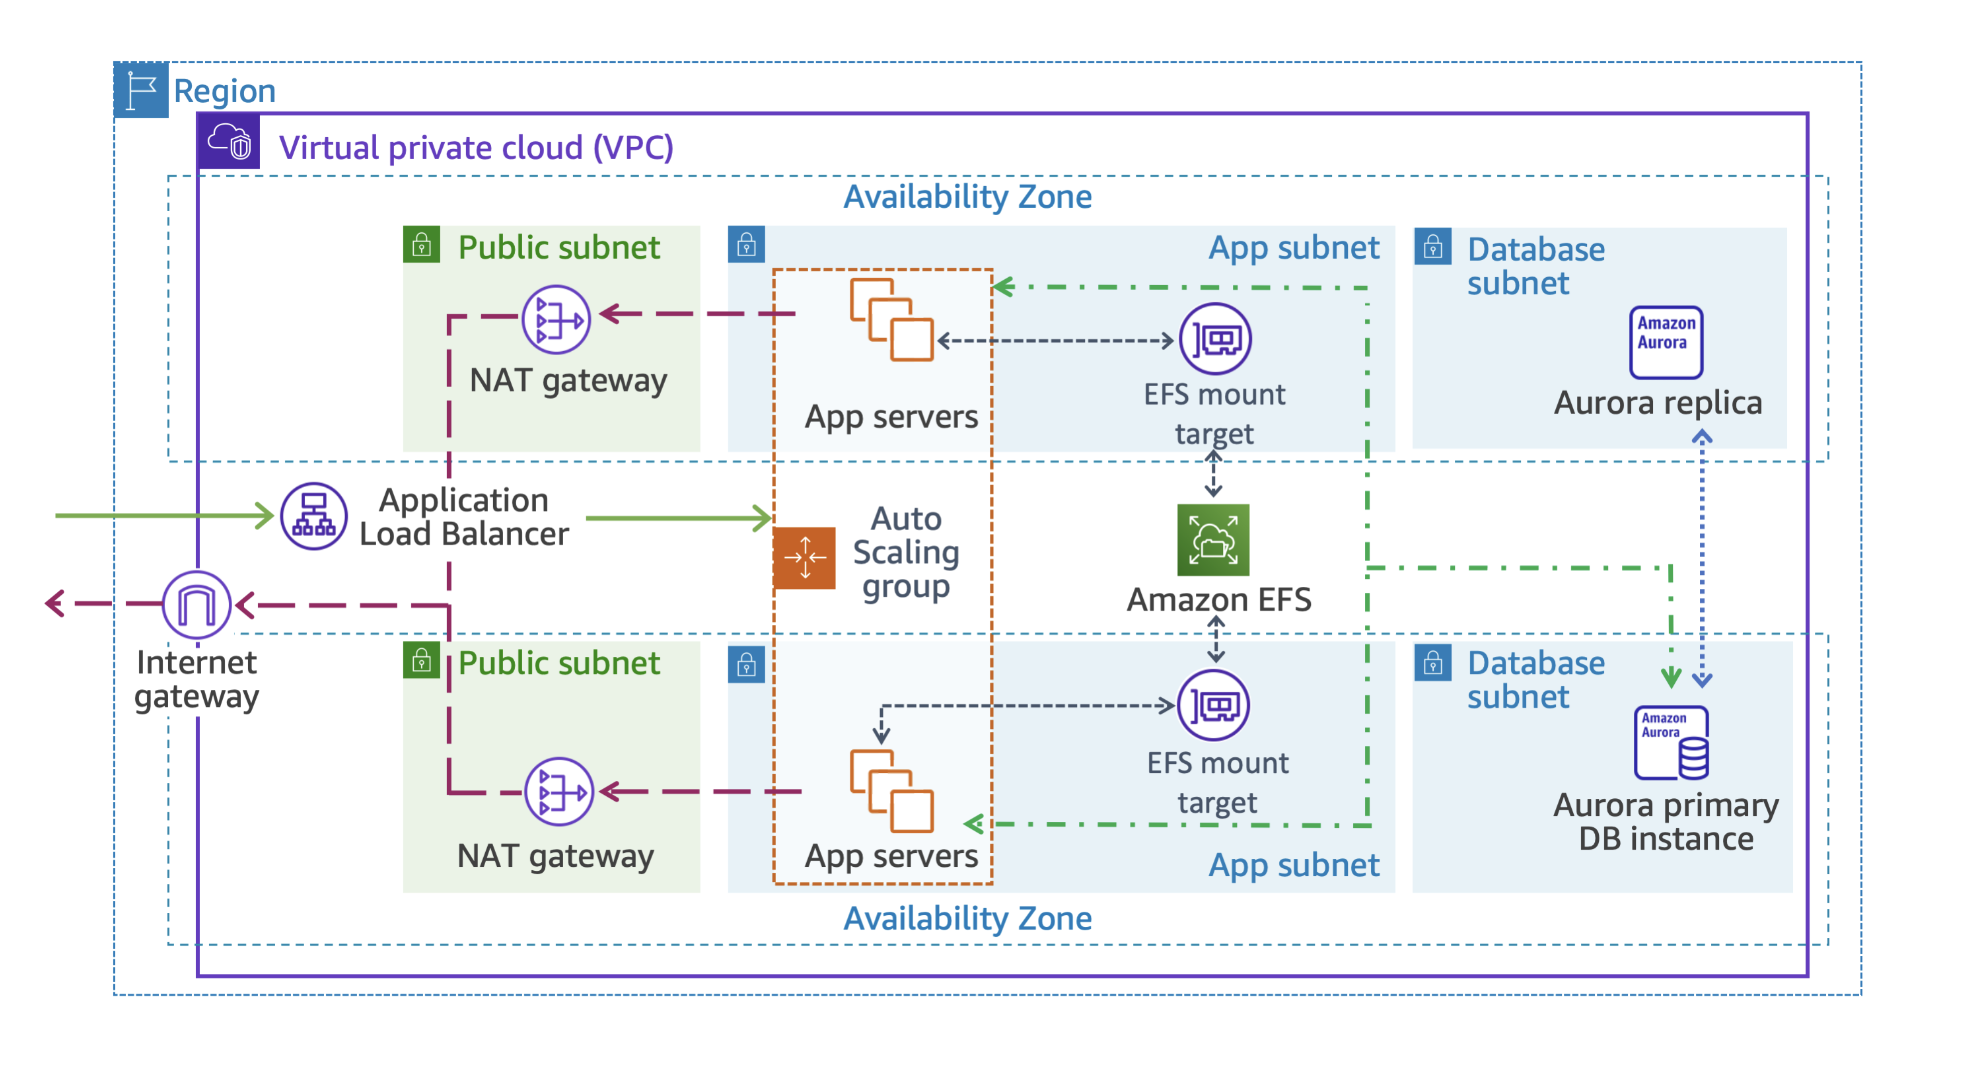 Region
Virtual private cloud (VPC)
Availability Zone
Public subnet
App subnet
Database
subnet
NAT gateway
App servers
EFS mount
target
Amazon
Aurora
Aurora replica
Application
Load Balancer
Auto
Scaling
group
Amazon EFS
Internet
gateway
Public subnet
Database
subnet
NAT gateway
App servers
EFS mount
target
App subnet
Amazon
Aurora
Aurora primary
DB instance
Availability Zone